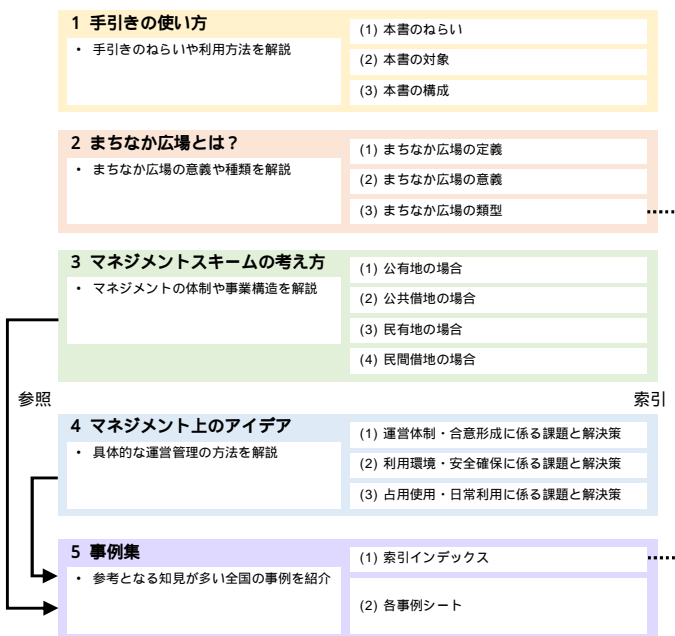 1 手引きの使い方
・ 手引きのねらいや利用方法を解説
(1) 本書のねらい
(2) 本書の対象
(3) 本書の構成
2 まちなか広場とは？
・ まちなか広場の意義や種類を解説
(1) まちなか広場の定義
(2) まちなか広場の意義
(3) まちなか広場の類型
3 マネジメントスキームの考え方
・ マネジメントの体制や事業構造を解説
(1) 公有地の場合
(2) 公共借地の場合
(3) 民有地の場合
(4) 民間借地の場合
参照
索引
4 マネジメント上のアイデア
・ 具体的な運営管理の方法を解説
(1) 運営体制・合意形成に係る課題と解決策
(2) 利用環境・安全確保に係る課題と解決策
(3) 占用使用・日常利用に係る課題と解決策
5 事例集
・ 参考となる知見が多い全国の事例を紹介
(1) 索引インデックス
(2) 各事例シート